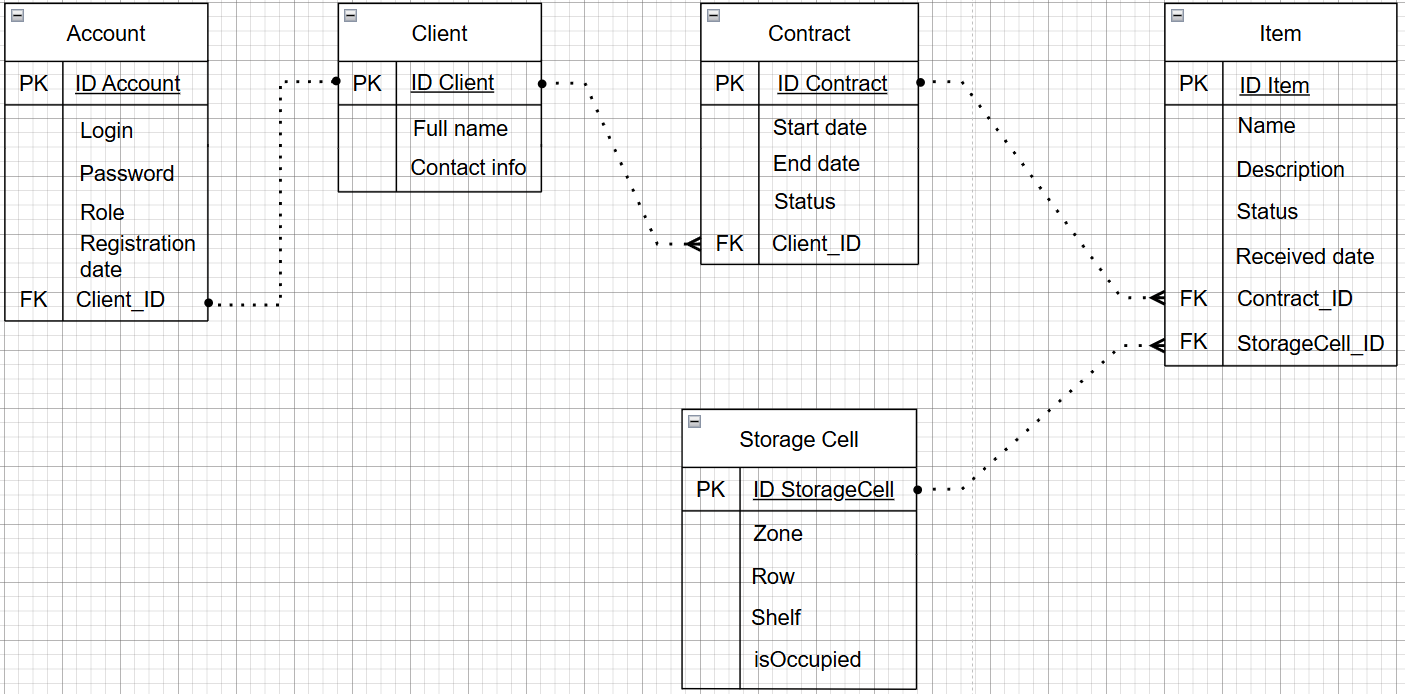 Account
PK ID Account
Login
Password
Role
Registration
date
FK Client_ID
Client
PK ID Client
Full name
Contact info
Contract
PK ID Contract
Start date
End date
Status
FK Client_ID
Item
PK ID Item
Name
Description
Status
Received date
FK Contract_ID
FK StorageCell_ID
Storage Cell
PK ID StorageCell
Zone
Row
Shelf
isOccupied